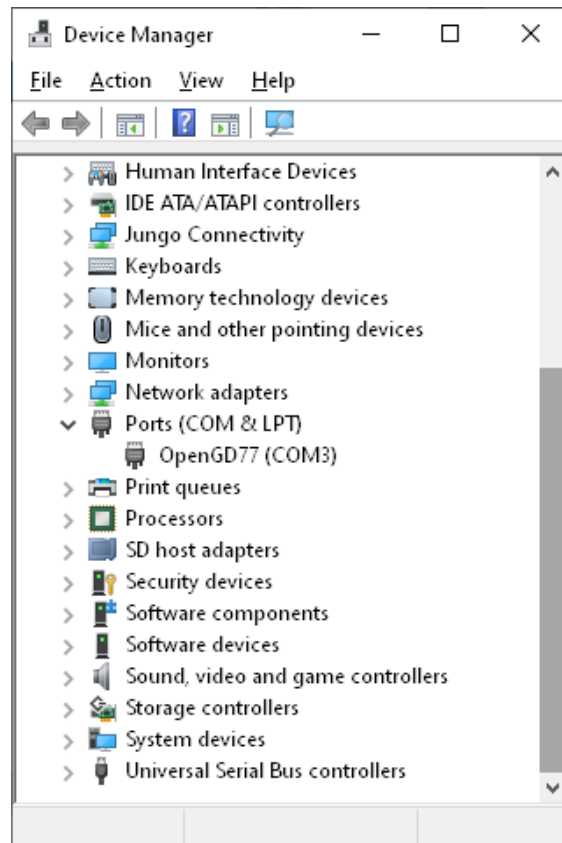 Device Manager
File Action View Help
Human Interface Devices
IDE ATA/ATAPI controllers
Jungo Connectivity
Keyboards
Memory technology devices
Mice and other pointing devices
Monitors
Network adapters
Ports (COM & LPT)
OpenGD77 (COM3)
Print queues
Processors
SD host adapters
Security devices
Software components
Software devices
Sound, video and game controllers
Storage controllers
System devices
Universal Serial Bus controllers